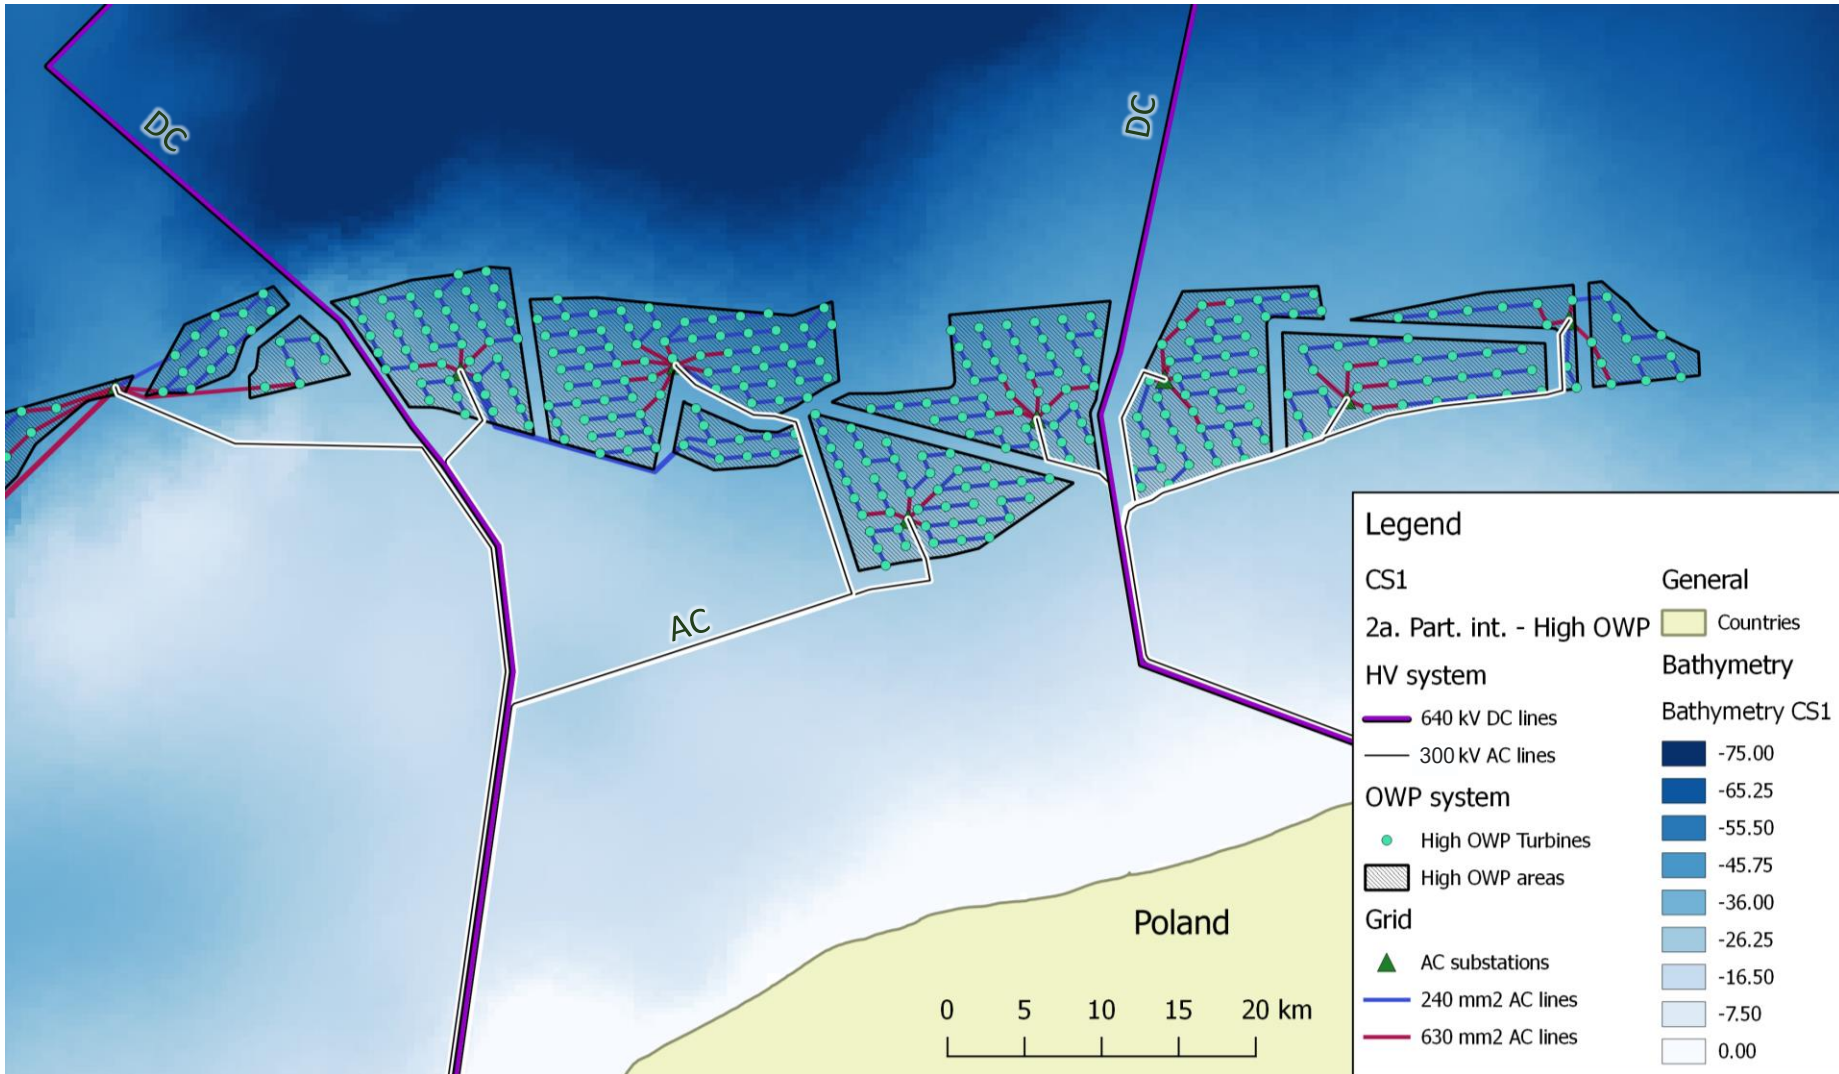 DC
DC
AC
Poland
0 5 10 15 20 km
Legend
CS1
2a. Part. int. - High OWP
HV system
640 kV DC lines
300 kV AC lines
OWP system
High OWP Turbines
High OWP areas
Grid
AC substations
240 mm2 AC lines
630 mm2 AC lines
General
Countries
Bathymetry
Bathymetry CS1
-75.00
-65.25
-55.50
-45.75
-36.00
-26.25
-16.50
-7.50
0.00